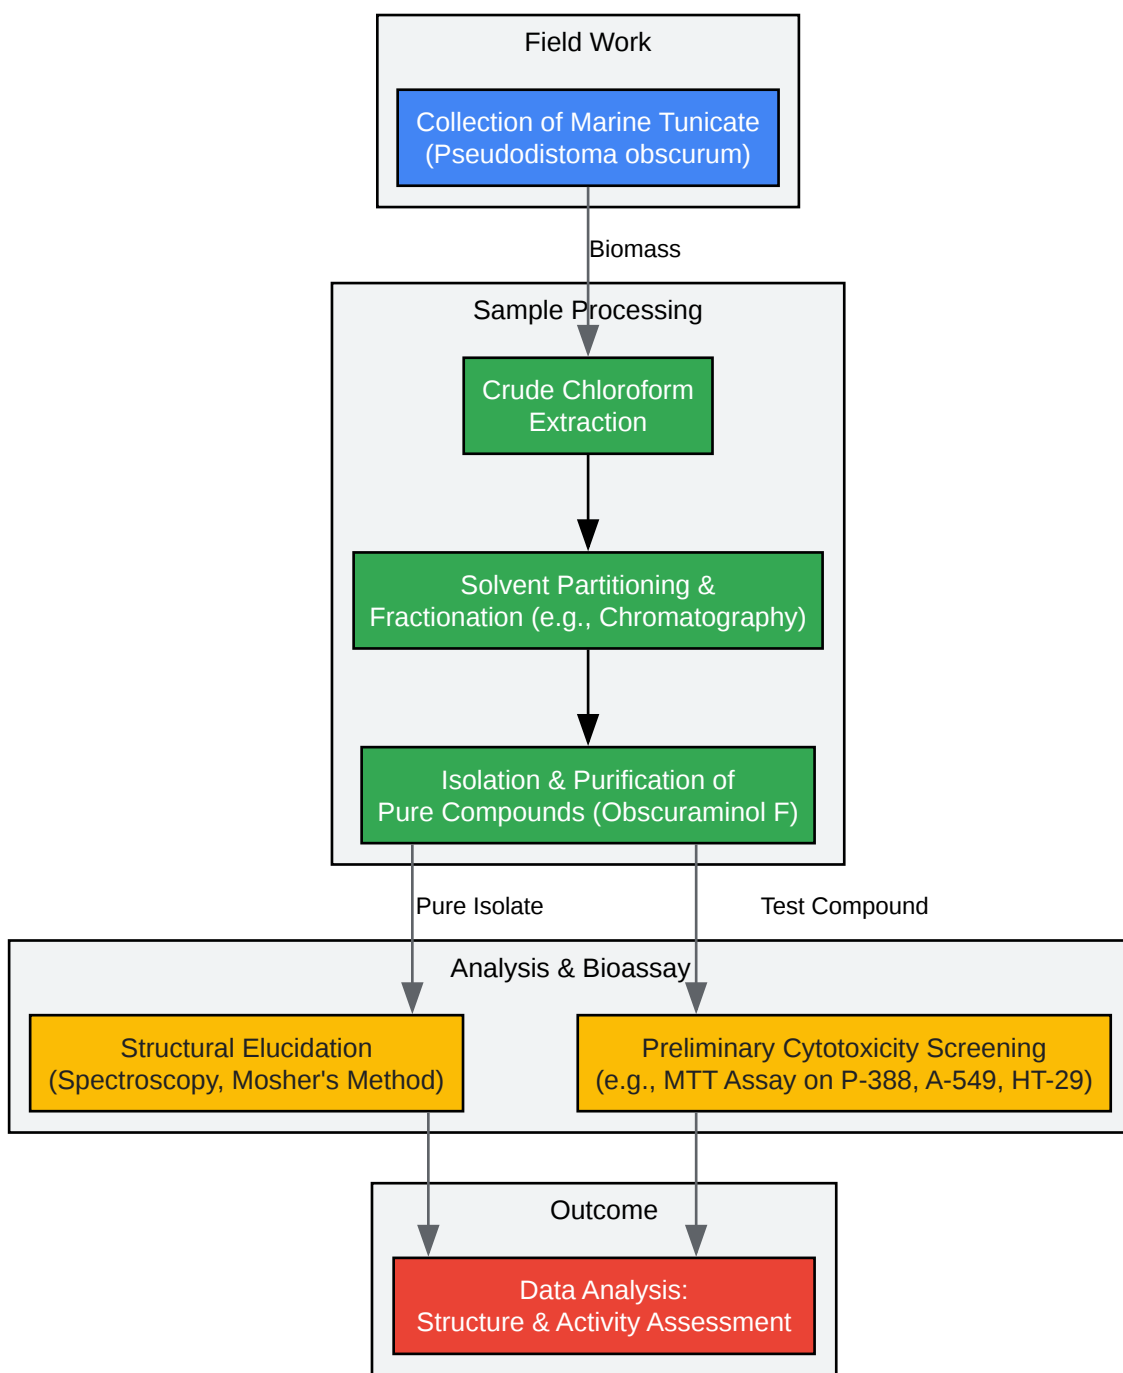 Field Work
Collection of Marine Tunicate
(Pseudodistoma obscurum)
Biomass
Sample Processing
Crude Chloroform
Extraction
Solvent Partitioning &
Fractionation (e.g., Chromatography)
Isolation & Purification of
Pure Compounds (Obscuraminol F)
Pure Isolate
Test Compound
Analysis & Bioassay
Structural Elucidation
(Spectroscopy, Mosher's Method)
Preliminary Cytotoxicity Screening
(e.g., MTT Assay on P-388, A-549, HT-29)
Outcome
Data Analysis:
Structure & Activity Assessment